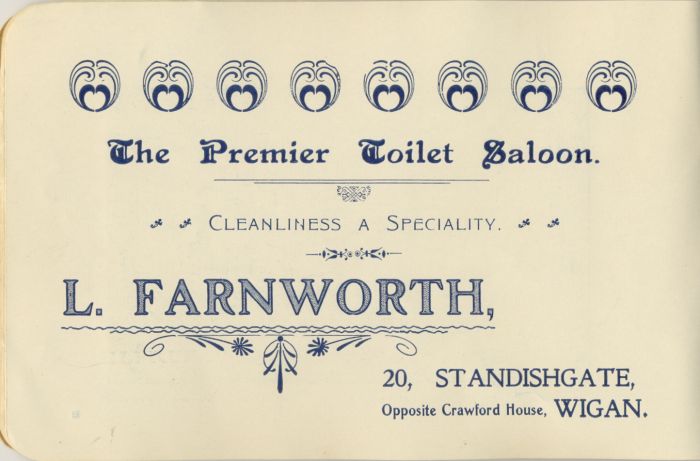 The Premier Toilet Saloon.
CLEANLINESS A SPECIALITY.
L. FARNWORTH,
20, STANDISHGATE,
Opposite Crawford House, WIGAN.